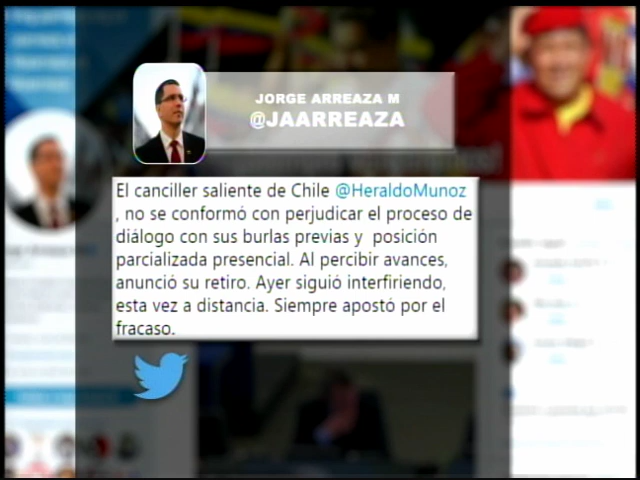 JORGE ARREAZA M
@JAARREAZA
El canciller saliente de Chile @HeraldoMunoz
, no se conformó con perjudicar el proceso de
diálogo con sus burlas previas y posición
parcializada presencial. Al percibir avances,
anunció su retiro. Ayer siguió interfiriendo,
esta vez a distancia. Siempre apostó por el
fracaso.